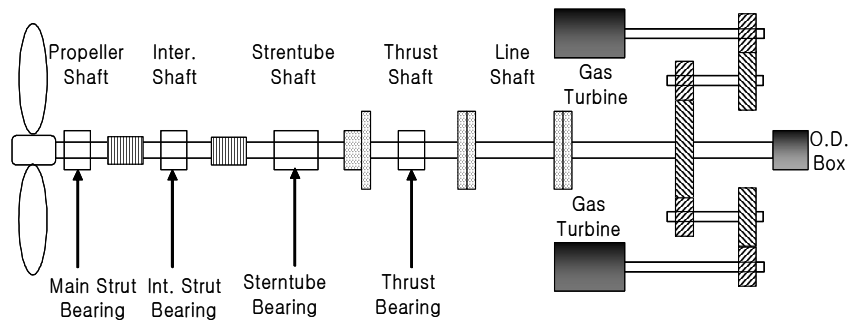 Propeller
Shaft
Inter.
Shaft
Strentube
Shaft
Thrust
Shaft
Line
Shaft
Gas
Turbine
O.D.
Box
Gas
Turbine
Main Strut
Bearing
Int. Strut
Bearing
Sterntube
Bearing
Thrust
Bearing